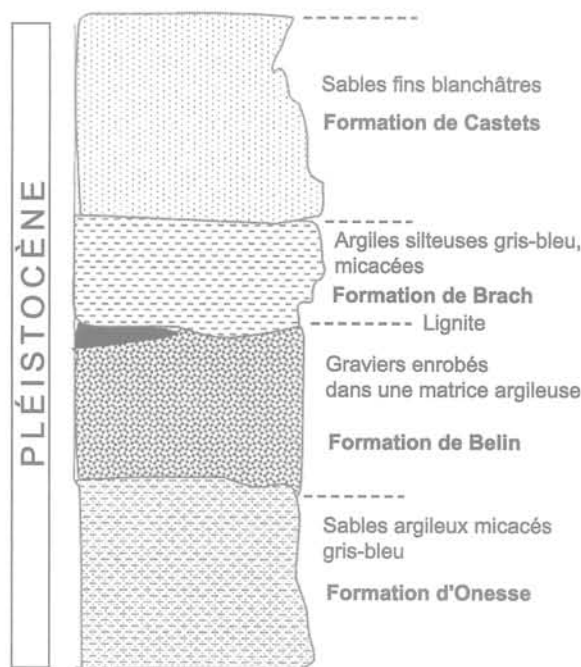 PLÉISTOCÈNE
Sables fins blanchâtres
Formation de Castets
Argiles silteuses gris-bleu,
micacées
Formation de Brach
Lignite
Graviers enrobés
dans une matrice argileuse
Formation de Belin
Sables argileux micacés
gris-bleu
Formation d'Onesse